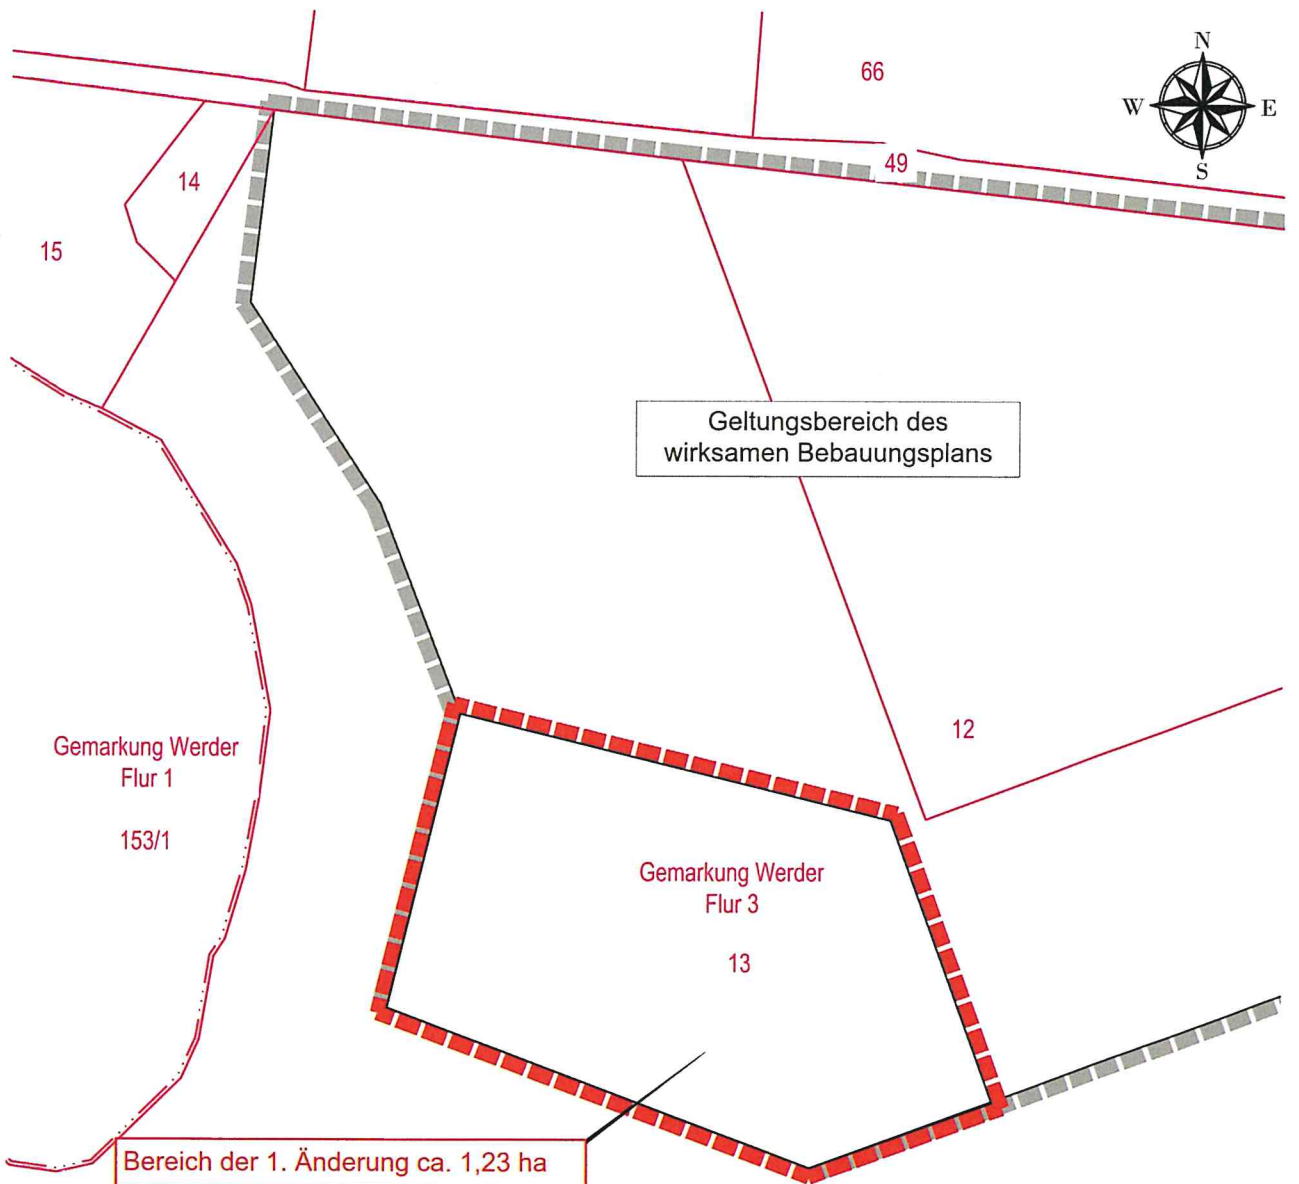 N
66
W
E
49
S
14
15
Geltungsbereich des
wirksamen Bebauungsplans
12
Gemarkung Werder
Flur 1
153/1
Gemarkung Werder
Flur 3
13
Bereich der 1. Änderung ca. 1,23 ha